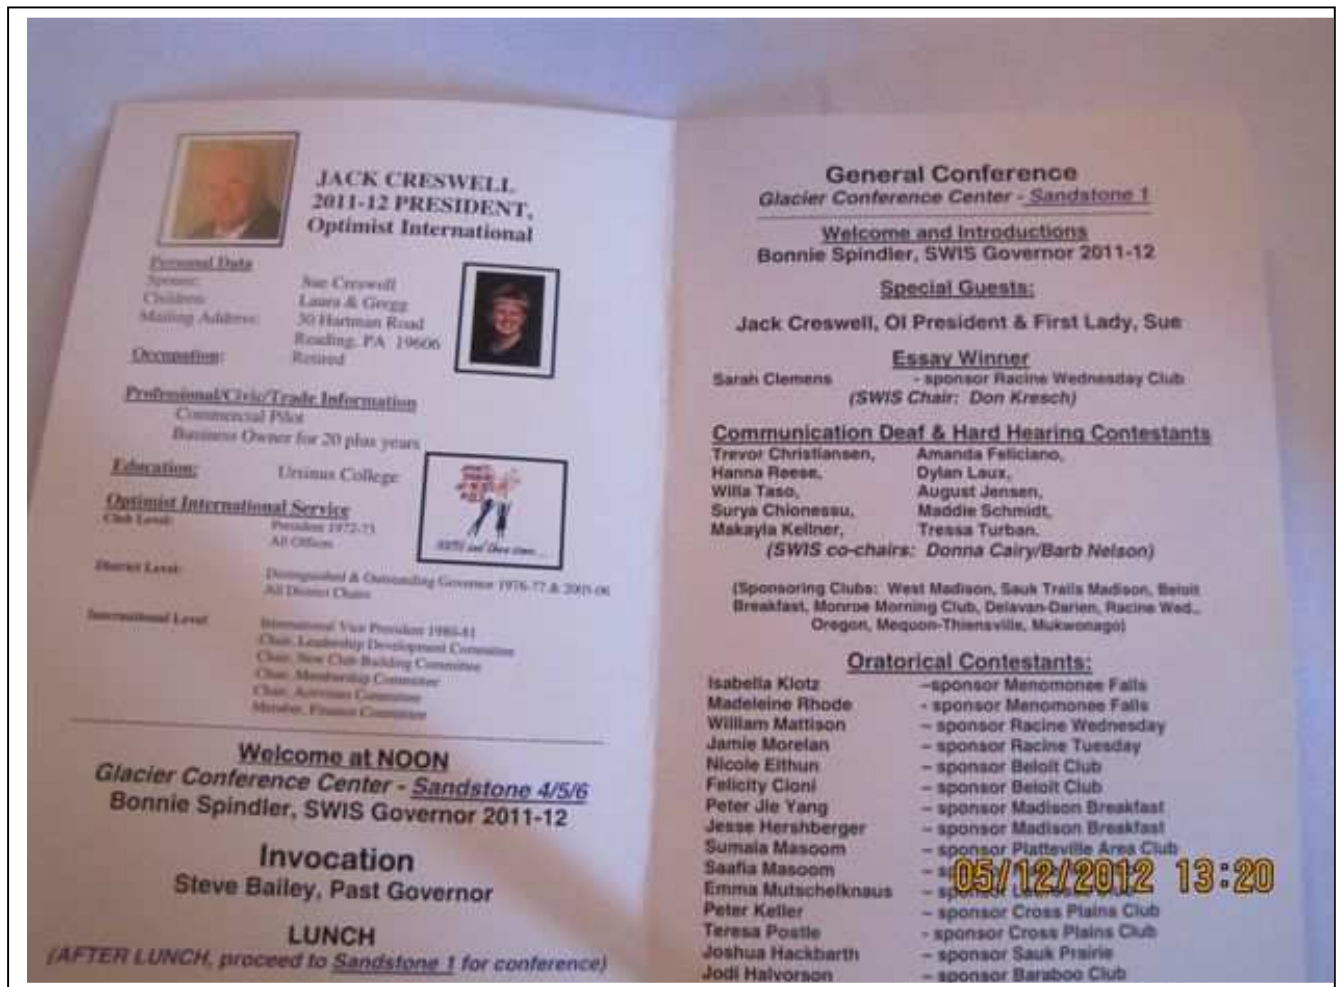 JACK CRESWELL
2011-12 PRESIDENT,
Optimist International
Personal Data
Spouse: Sue Creswell
Children: Laura & Gregg
Mailing Address: 30 Hartman Road
Reading, PA 19606
Occupation: Retired
Professional/Civic/Trade Information
Commercial Pilot
Business Owner for 20 plus years
Education: Ursinus College
Optimist International Service
Club Level: President 1972-73
All Offices
District Level: Distinguished & Outstanding Governor 1976-77 & 2005-06
All District Chairs
International Level International Vice President 1980-81
Chair, Leadership Development Committee
Chair, New Club Building Committee
Chair, Membership Committee
Chair, Activities Committee
Member, Finance Committee
Welcome at NOON
Glacier Conference Center - Sandstone 4/5/6
Bonnie Spindler, SWIS Governor 2011-12
Invocation
Steve Bailey, Past Governor
LUNCH
(AFTER LUNCH, proceed to Sandstone 1 for conference)
General Conference
Glacier Conference Center - Sandstone 1
Welcome and Introductions
Bonnie Spindler, SWIS Governor 2011-12
Special Guests:
Jack Creswell, OI President & First Lady, Sue
Essay Winner
Sarah Clemens - sponsor Racine Wednesday Club
(SWIS Chair: Don Kresch)
Communication Deaf & Hard Hearing Contestants
Trevor Christiansen, Amanda Feliciano,
Hanna Reese, Dylan Laux,
Willa Taso, August Jensen,
Surya Chionessu, Maddie Schmidt,
Makayla Kellner, Tressa Turban.
(SWIS co-chairs: Donna Cairy/Barb Nelson)
(Sponsoring Clubs: West Madison, Sauk Trails Madison, Beloit
Breakfast, Monroe Morning Club, Delavan-Darien, Racine Wed.,
Oregon, Mequon-Thiensville, Mukwonago)
Oratorical Contestants:
Isabella Klotz –sponsor Menomonee Falls
Madeleine Rhode - sponsor Menomonee Falls
William Mattison – sponsor Racine Wednesday
Jamie Morelan – sponsor Racine Tuesday
Nicole Eithun – sponsor Beloit Club
Felicity Cioni – sponsor Beloit Club
Peter Jie Yang – sponsor Madison Breakfast
Jesse Hershberger – sponsor Madison Breakfast
Sumaia Masoom – sponsor Platteville Area Club
Saafia Masoom –
Emma Mutschelknaus –
05/12/2012 13:20
Peter Keller – sponsor Cross Plains Club
Teresa Postle - sponsor Cross Plains Club
Joshua Hackbarth – sponsor Sauk Prairie
Jodi Halvorson – sponsor Baraboo Club